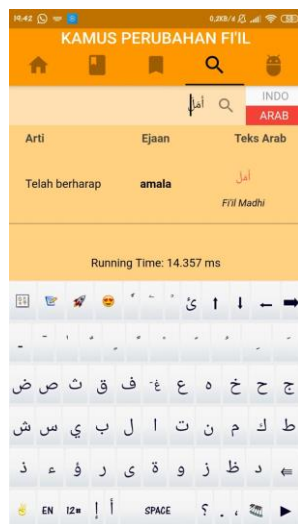 19.42 0,2KB/d
KAMUS PERUBAHAN FI'IL
أمل INDO
ARAB
Arti Ejaan Teks Arab
Telah berharap amala أمل
Fi'il Madhi
Running Time: 14.357 ms
ئ
ض ص ث ق ف غ ع ه خ ح ج
ش س ي ب ل ا ت ن م ك ط
ذ ء ؤ ر ى ة و ز ظ د
EN ! أ SPACE ؟ . ،